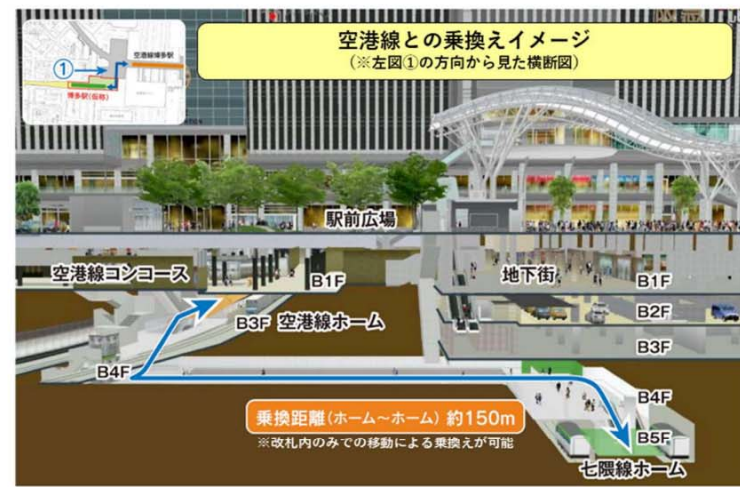 空港線との乗換えイメージ
(※左図①の方向から見た横断図)
空港線博多駅
①
博多駅(仮称)
駅前広場
空港線コンコース
B1F
地下街
B1F
B2F
B3F 空港線ホーム
B3F
B4F
B4F
乗換距離(ホーム～ホーム) 約150m
※改札内のみでの移動による乗換えが可能
B5F
七隈線ホーム